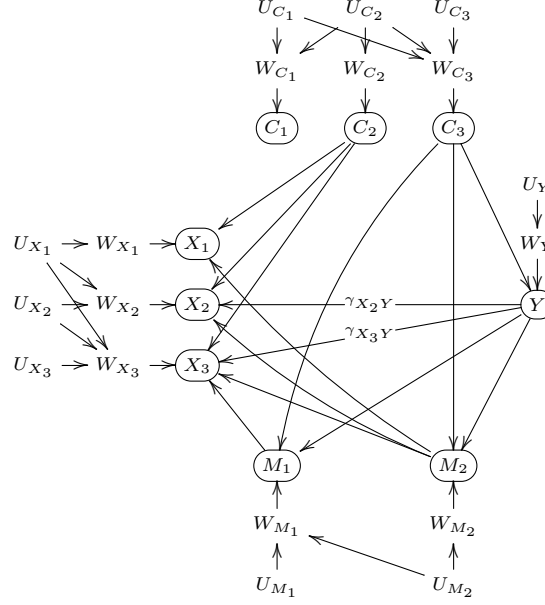 U_{C_1} U_{C_2} U_{C_3}
W_{C_1} W_{C_2} W_{C_3}
C_1 C_2 C_3
U_Y
U_{X_1} W_{X_1} X_1 W_Y
U_{X_2} W_{X_2} X_2 γ_{X_2Y} Y
γ_{X_3Y}
U_{X_3} W_{X_3} X_3
M_1 M_2
W_{M_1} W_{M_2}
U_{M_1} U_{M_2}